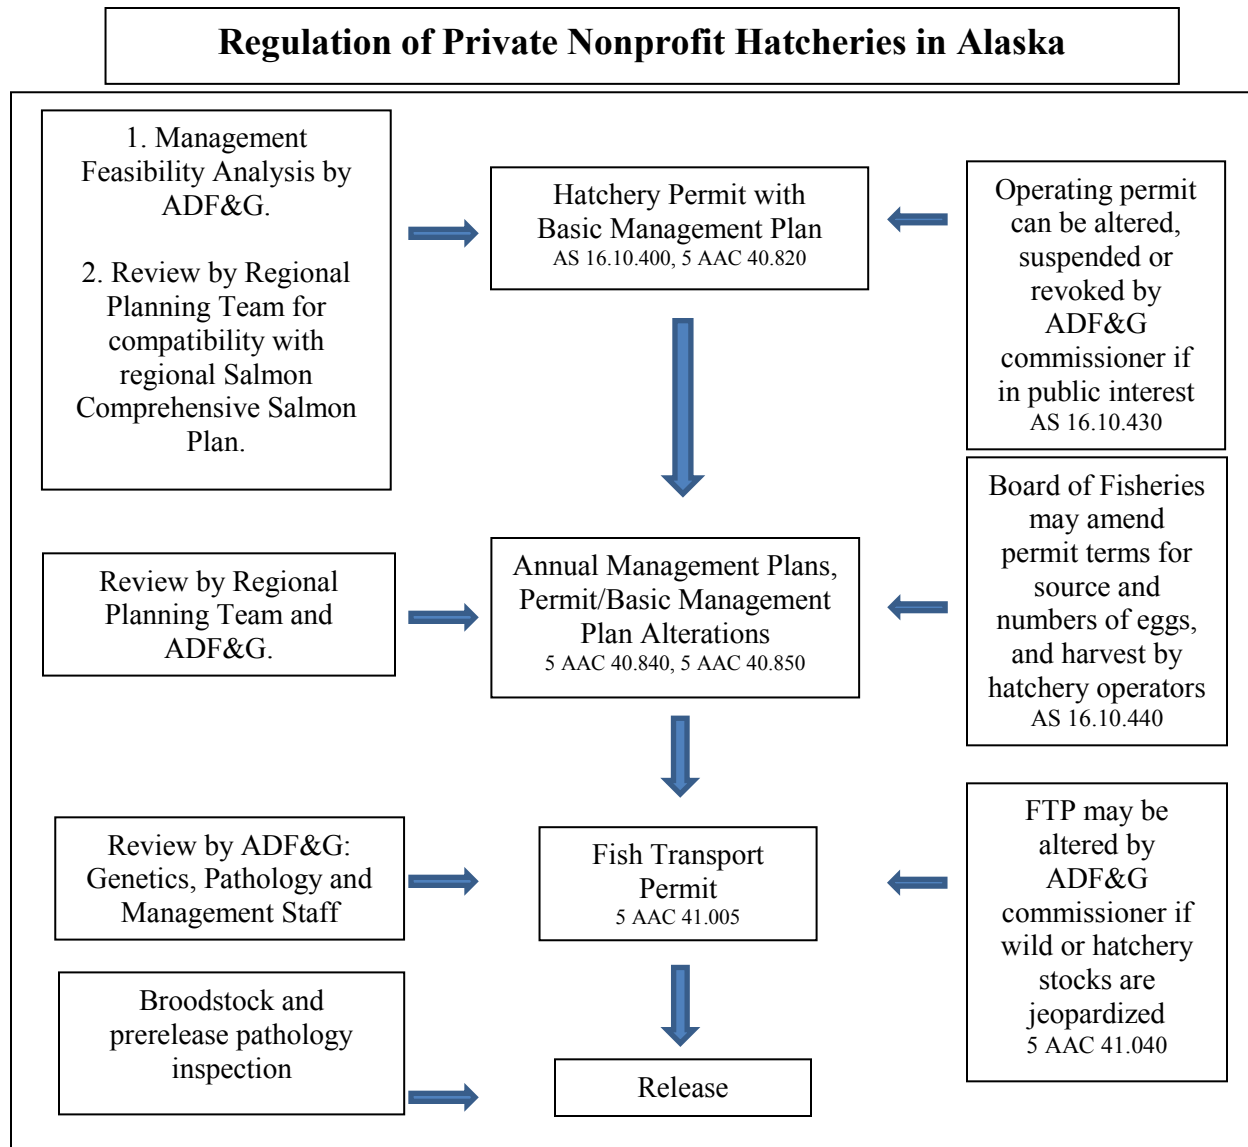 Regulation of Private Nonprofit Hatcheries in Alaska
1. Management
Feasibility Analysis by
ADF&G.
2. Review by Regional
Planning Team for
compatibility with
regional Salmon
Comprehensive Salmon
Plan.
Hatchery Permit with
Basic Management Plan
AS 16.10.400, 5 AAC 40.820
Operating permit
can be altered,
suspended or
revoked by
ADF&G
commissioner if
in public interest
AS 16.10.430
Review by Regional
Planning Team and
ADF&G.
Annual Management Plans,
Permit/Basic Management
Plan Alterations
5 AAC 40.840, 5 AAC 40.850
Board of Fisheries
may amend
permit terms for
source and
numbers of eggs,
and harvest by
hatchery operators
AS 16.10.440
Review by ADF&G:
Genetics, Pathology and
Management Staff
Fish Transport
Permit
5 AAC 41.005
FTP may be
altered by
ADF&G
commissioner if
wild or hatchery
stocks are
jeopardized
5 AAC 41.040
Broodstock and
prerelease pathology
inspection
Release